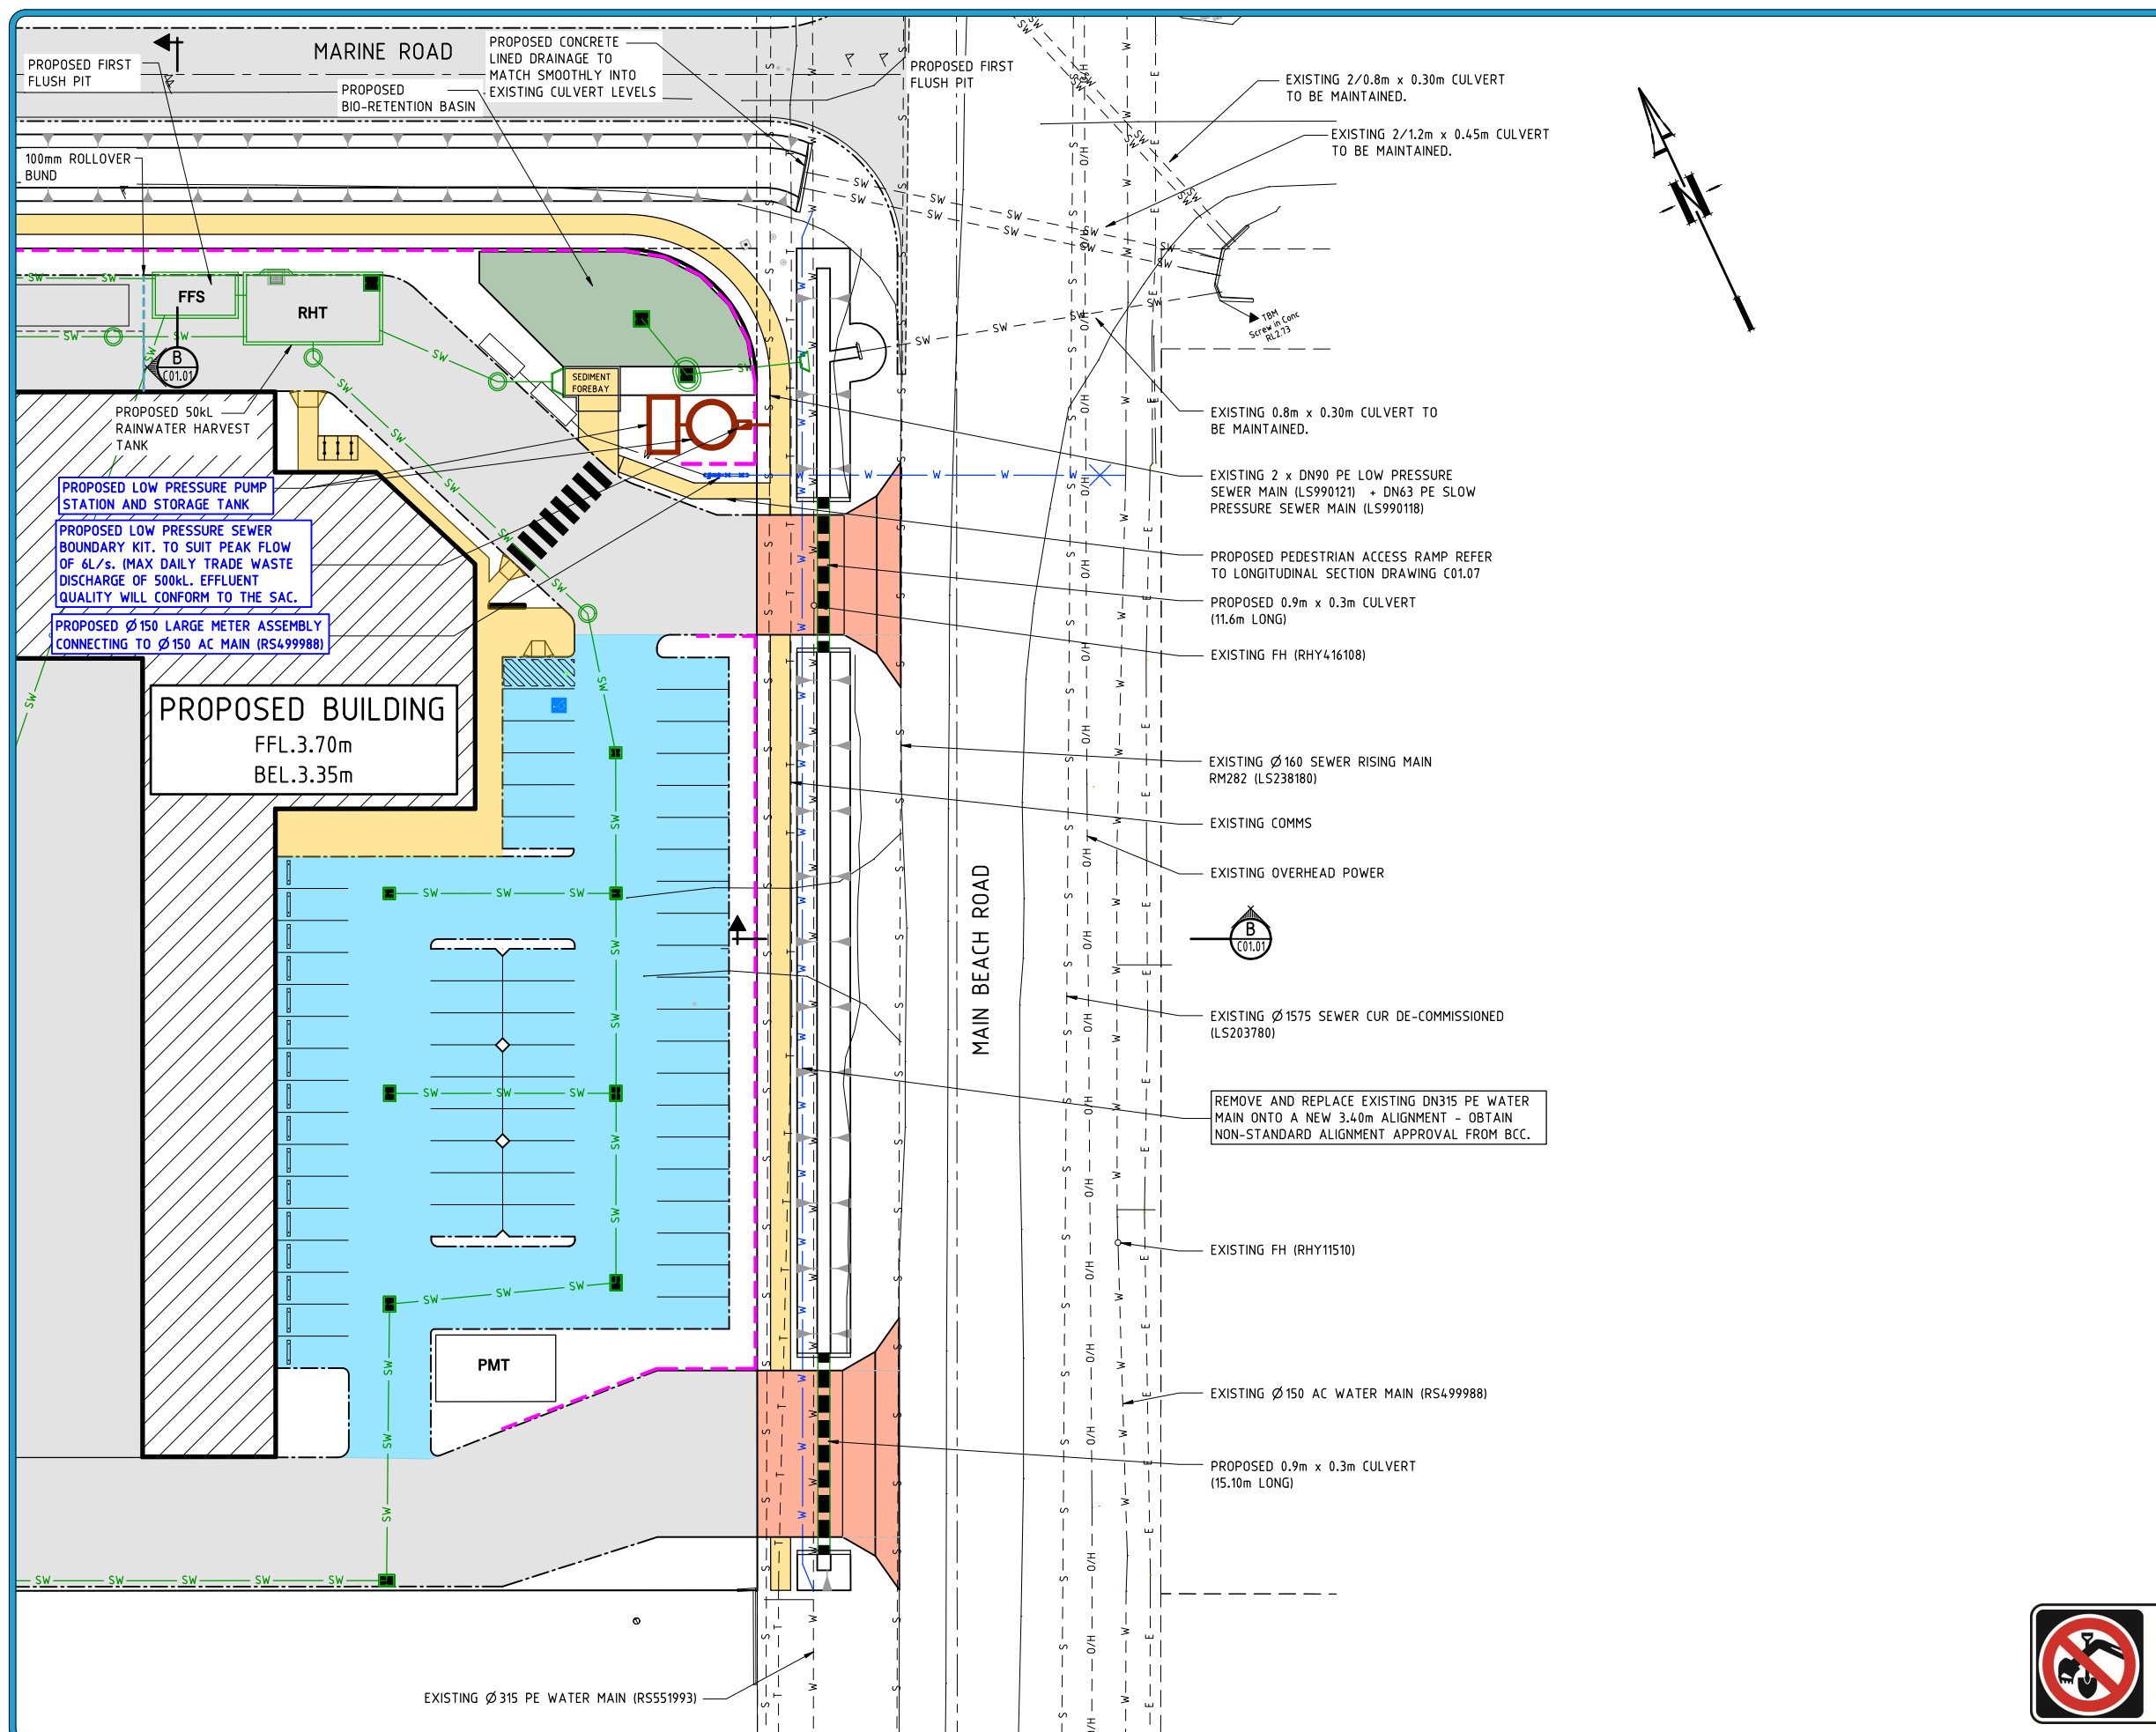 MARINE ROAD
PROPOSED CONCRETE
LINED DRAINAGE TO
MATCH SMOOTHLY INTO
EXISTING CULVERT LEVELS
PROPOSED FIRST
FLUSH PIT
PROPOSED
BIO-RETENTION BASIN
PROPOSED FIRST
FLUSH PIT
EXISTING 2/0.8m x 0.30m CULVERT
TO BE MAINTAINED.
EXISTING 2/1.2m x 0.45m CULVERT
TO BE MAINTAINED.
100mm ROLLOVER
BUND
N
FFS
RHT
TBM
Screw in Conc
RL2.73
B
C01.01
SEDIMENT
FOREBAY
PROPOSED 50kL
RAINWATER HARVEST
TANK
EXISTING 0.8m x 0.30m CULVERT TO
BE MAINTAINED.
PROPOSED LOW PRESSURE PUMP
STATION AND STORAGE TANK
EXISTING 2 x DN90 PE LOW PRESSURE
SEWER MAIN (LS990121) + DN63 PE SLOW
PRESSURE SEWER MAIN (LS990118)
PROPOSED LOW PRESSURE SEWER
BOUNDARY KIT. TO SUIT PEAK FLOW
OF 6L/s. (MAX DAILY TRADE WASTE
DISCHARGE OF 500kL. EFFLUENT
QUALITY WILL CONFORM TO THE SAC.
PROPOSED PEDESTRIAN ACCESS RAMP REFER
TO LONGITUDINAL SECTION DRAWING C01.07
PROPOSED 0.9m x 0.3m CULVERT
(11.6m LONG)
PROPOSED Ø150 LARGE METER ASSEMBLY
CONNECTING TO Ø150 AC MAIN (RS499988)
EXISTING FH (RHY416108)
PROPOSED BUILDING
FFL.3.70m
BEL.3.35m
EXISTING Ø160 SEWER RISING MAIN
RM282 (LS238180)
EXISTING COMMS
EXISTING OVERHEAD POWER
MAIN BEACH ROAD
B
C01.01
EXISTING Ø1575 SEWER CUR DE-COMMISSIONED
(LS203780)
REMOVE AND REPLACE EXISTING DN315 PE WATER
MAIN ONTO A NEW 3.40m ALIGNMENT - OBTAIN
NON-STANDARD ALIGNMENT APPROVAL FROM BCC.
EXISTING FH (RHY11510)
PMT
EXISTING Ø150 AC WATER MAIN (RS499988)
PROPOSED 0.9m x 0.3m CULVERT
(15.10m LONG)
EXISTING Ø315 PE WATER MAIN (RS551993)